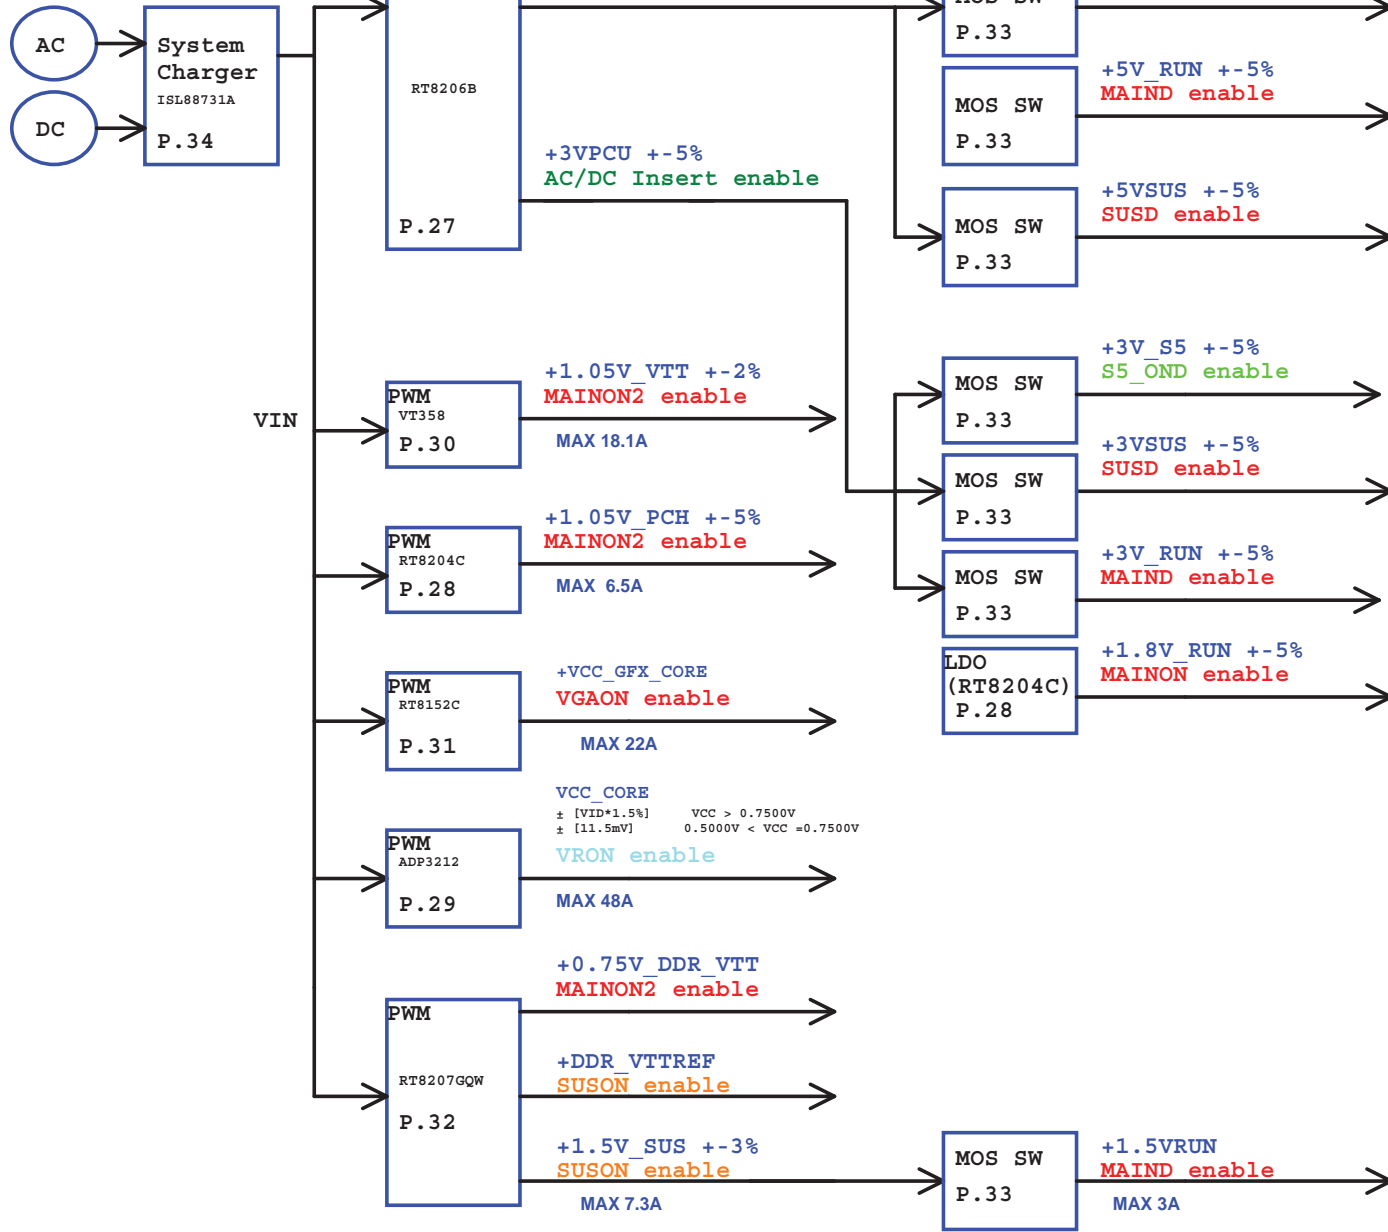 AC
System
Charger
ISL88731A
P.34
DC
RT8206B
P.27
+3VPCU +-5%
AC/DC Insert enable
MOS SW
P.33
+5V_RUN +-5%
MAIND enable
MOS SW
P.33
+5VSUS +-5%
SUSD enable
MOS SW
P.33
VIN
PWM
VT358
P.30
+1.05V_VTT +-2%
MAINON2 enable
MAX 18.1A
+3V_S5 +-5%
S5_OND enable
MOS SW
P.33
+3VSUS +-5%
SUSD enable
MOS SW
P.33
PWM
RT8204C
P.28
+1.05V_PCH +-5%
MAINON2 enable
MAX 6.5A
+3V_RUN +-5%
MAIND enable
MOS SW
P.33
LDO
(RT8204C)
P.28
+1.8V_RUN +-5%
MAINON enable
PWM
RT8152C
P.31
+VCC_GFX_CORE
VGAON enable
MAX 22A
PWM
ADP3212
P.29
VCC_CORE
± [VID*1.5%] VCC > 0.7500V
± [11.5mV] 0.5000V < VCC =0.7500V
VRON enable
MAX 48A
PWM
RT8207GQW
P.32
+0.75V_DDR_VTT
MAINON2 enable
+DDR_VTTREF
SUSON enable
+1.5V_SUS +-3%
SUSON enable
MAX 7.3A
MOS SW
P.33
+1.5VRUN
MAIND enable
MAX 3A